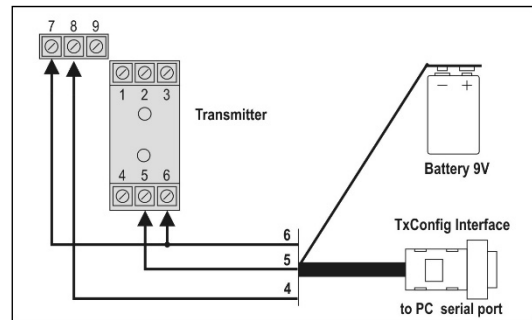 7 8 9
1 2 3
Transmitter
4 5 6
− +
Battery 9V
TxConfig Interface
to PC serial port
6
5
4